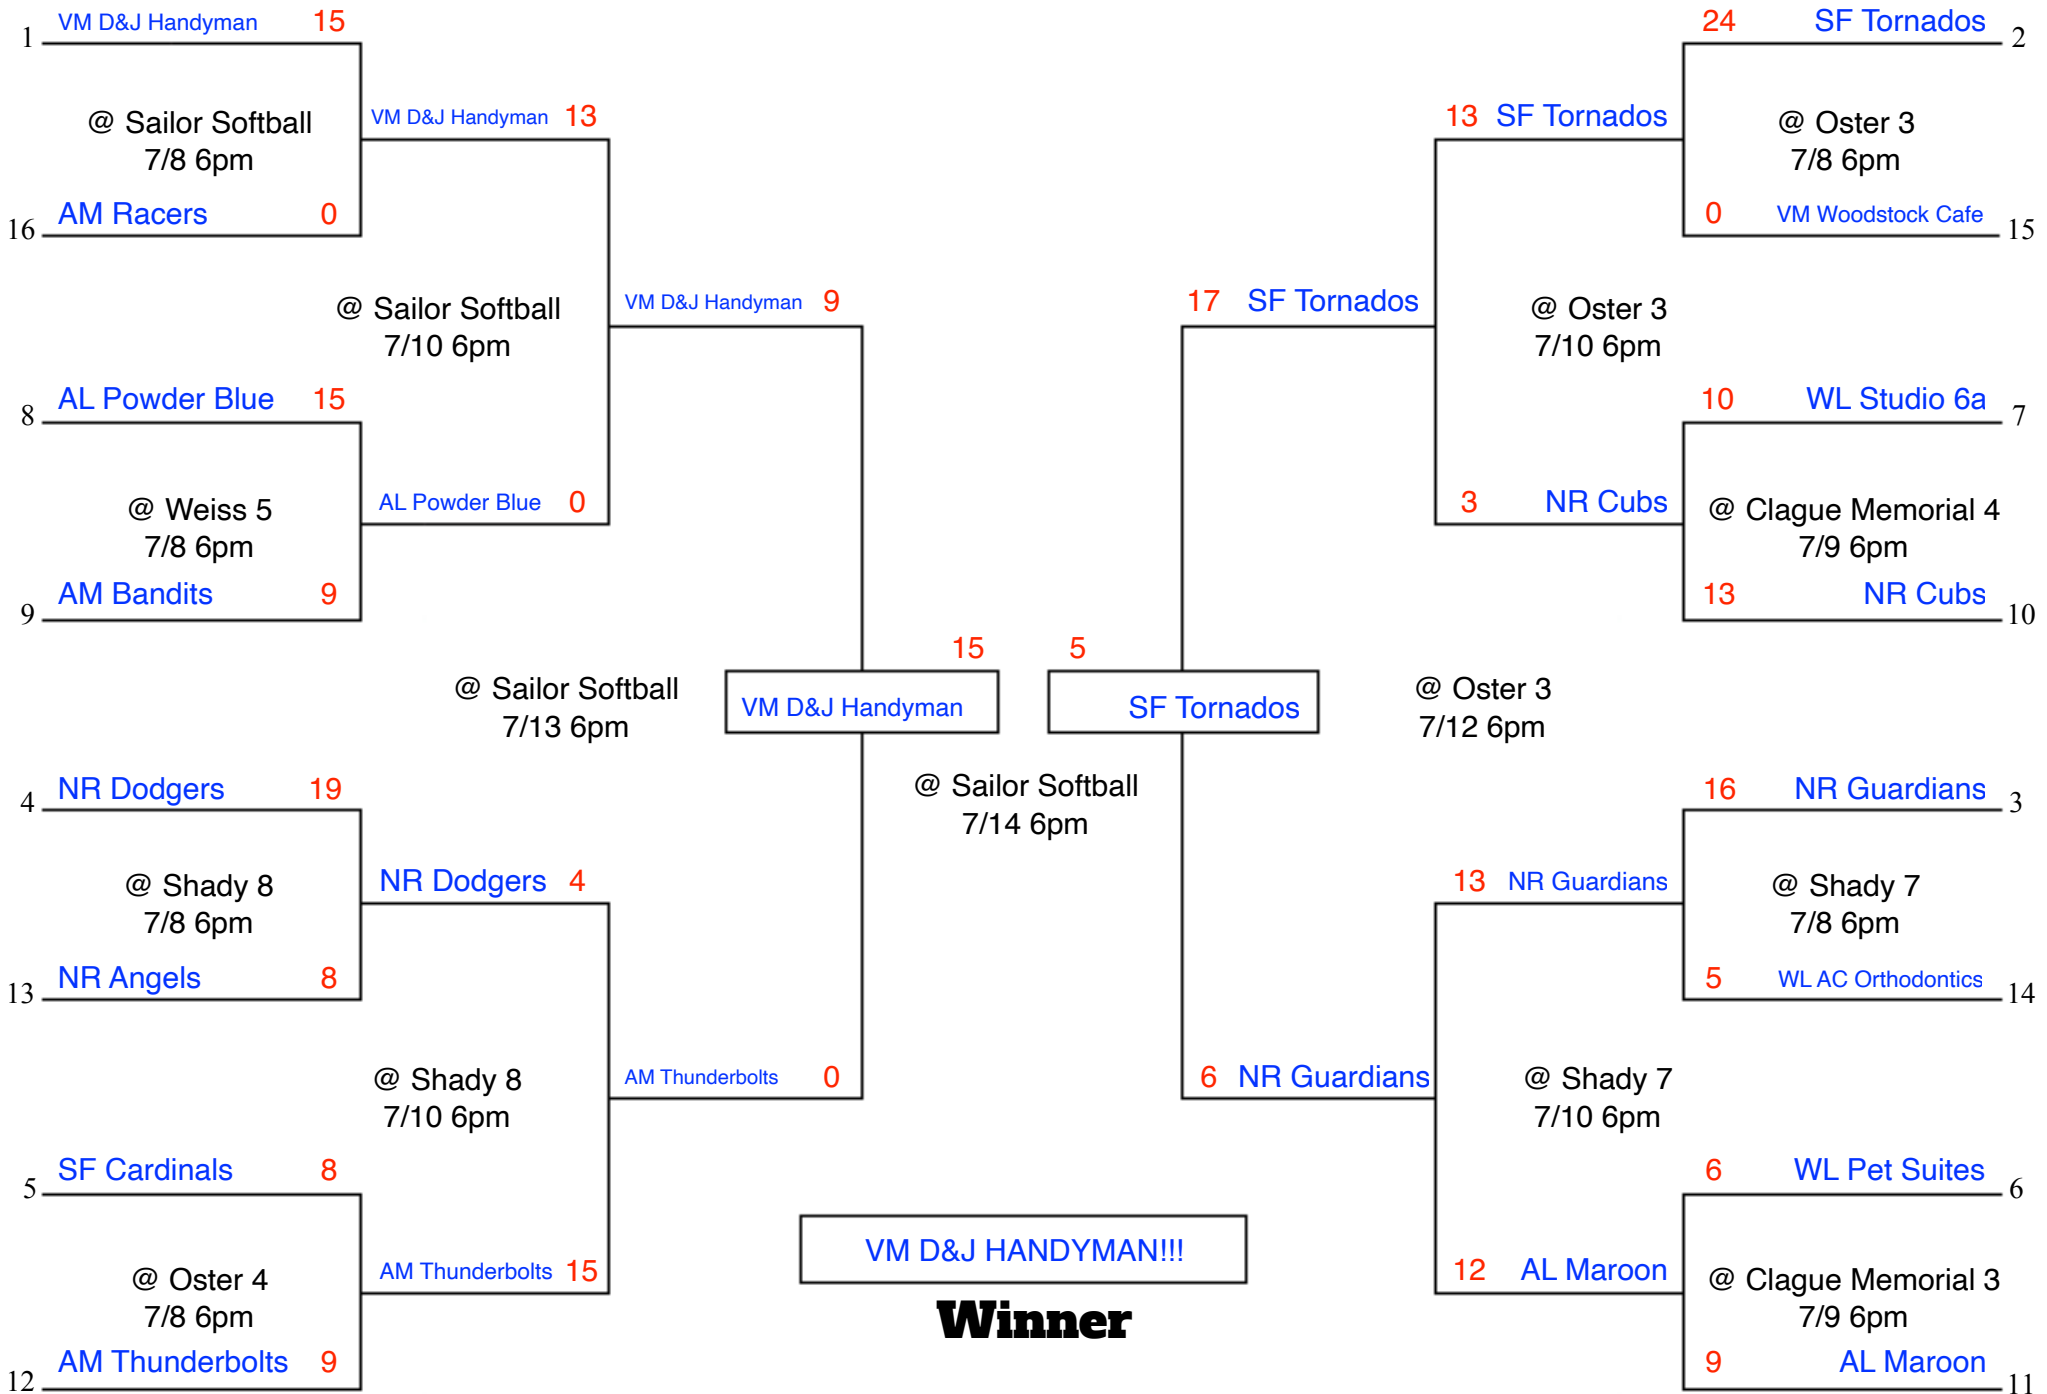 1 VM D&J Handyman 15
@ Sailor Softball
7/8 6pm
16 AM Racers 0
VM D&J Handyman 13
@ Sailor Softball
7/10 6pm
8 AL Powder Blue 15
@ Weiss 5
7/8 6pm
9 AM Bandits 9
AL Powder Blue 0
VM D&J Handyman 9
@ Sailor Softball
7/13 6pm
4 NR Dodgers 19
@ Shady 8
7/8 6pm
13 NR Angels 8
NR Dodgers 4
@ Shady 8
7/10 6pm
5 SF Cardinals 8
@ Oster 4
7/8 6pm
12 AM Thunderbolts 9
AM Thunderbolts 15
AM Thunderbolts 0
15
VM D&J Handyman
5
SF Tornados
@ Sailor Softball
7/14 6pm
VM D&J HANDYMAN!!!
Winner
24 SF Tornados 2
@ Oster 3
7/8 6pm
0 VM Woodstock Cafe 15
13 SF Tornados
@ Oster 3
7/10 6pm
10 WL Studio 6a 7
@ Clague Memorial 4
7/9 6pm
13 NR Cubs 10
3 NR Cubs
17 SF Tornados
@ Oster 3
7/12 6pm
16 NR Guardians 3
@ Shady 7
7/8 6pm
5 WL AC Orthodontics 14
13 NR Guardians
@ Shady 7
7/10 6pm
6 NR Guardians
6 WL Pet Suites 6
@ Clague Memorial 3
7/9 6pm
9 AL Maroon 11
12 AL Maroon